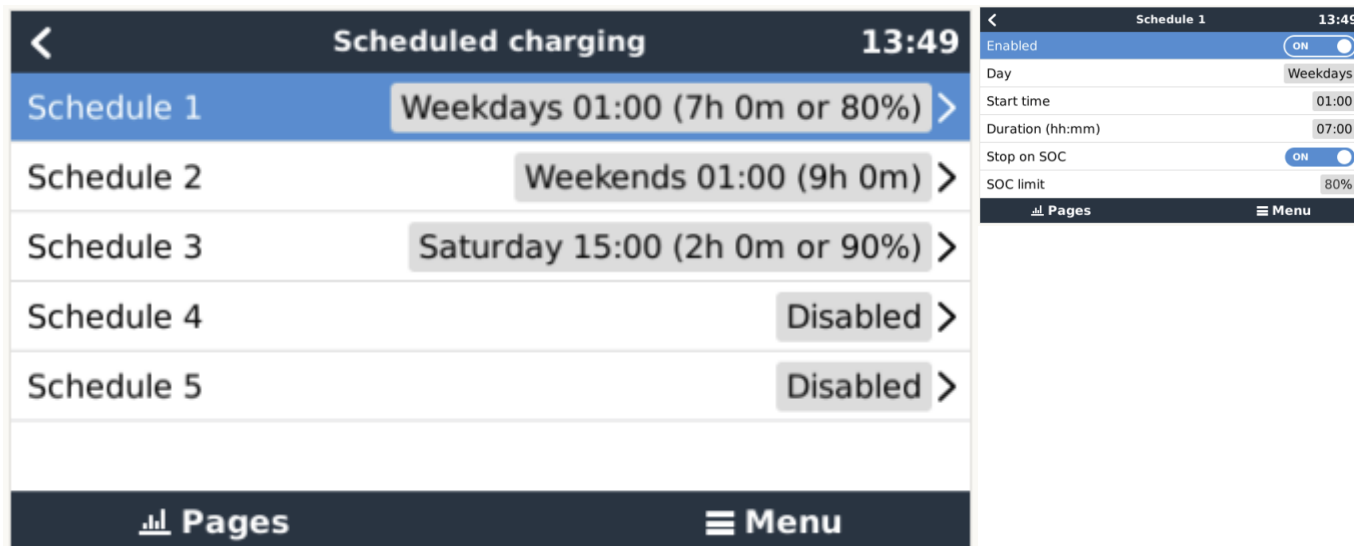 Scheduled charging 13:49
Schedule 1 Weekdays 01:00 (7h 0m or 80%)
Schedule 2 Weekends 01:00 (9h 0m)
Schedule 3 Saturday 15:00 (2h 0m or 90%)
Schedule 4 Disabled
Schedule 5 Disabled
Pages Menu
Schedule 1 13:49
Enabled ON
Day Weekdays
Start time 01:00
Duration (hh:mm) 07:00
Stop on SOC ON
SOC limit 80%
Pages Menu